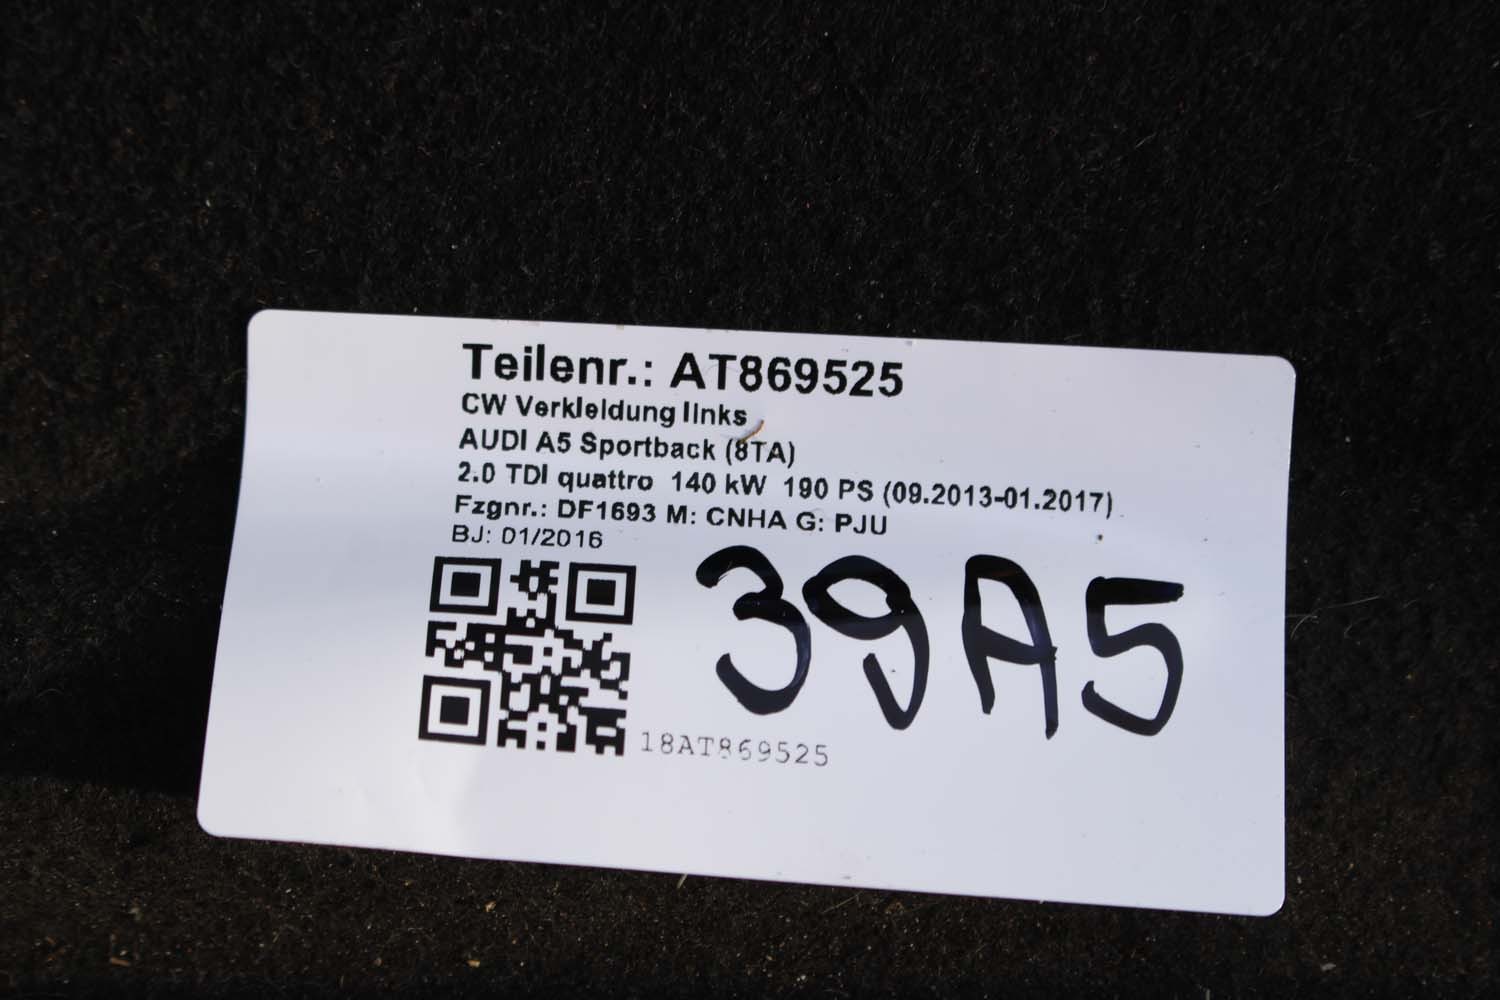 Teilenr.: AT869525
CW Verkleidung links
AUDI A5 Sportback (8TA)
2.0 TDI quattro 140 kW 190 PS (09.2013-01.2017)
Fzgnr.: DF1693 M: CNHA G: PJU
BJ: 01/2016
39A5
18AT869525